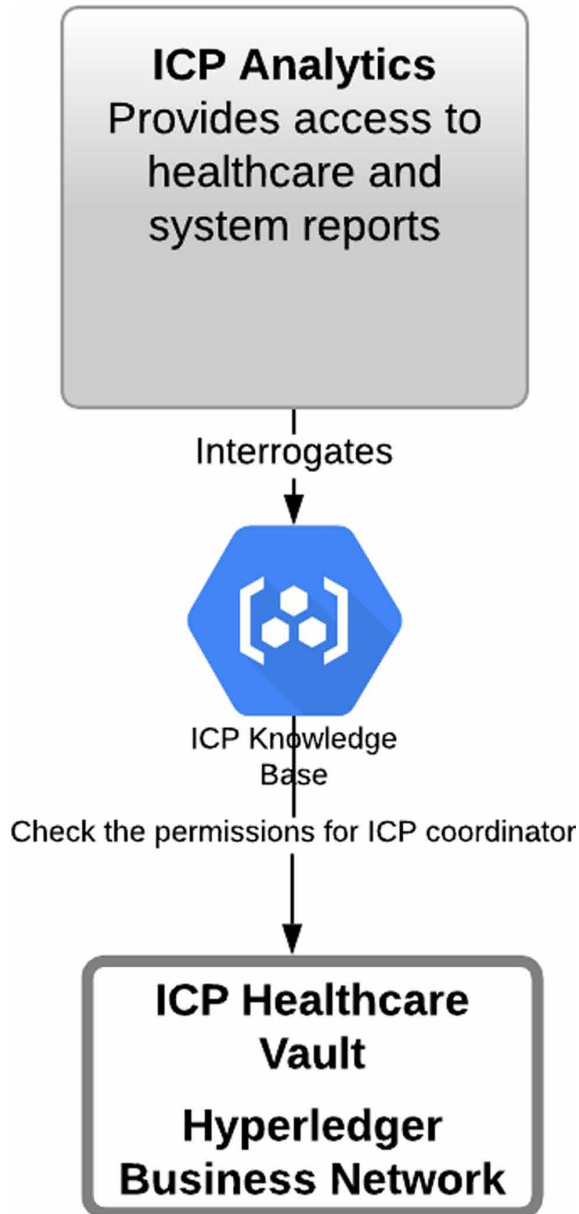 ICP Analytics
Provides access to
healthcare and
system reports
Interrogates
ICP Knowledge
Base
Check the permissions for ICP coordinator
ICP Healthcare
Vault
Hyperledger
Business Network